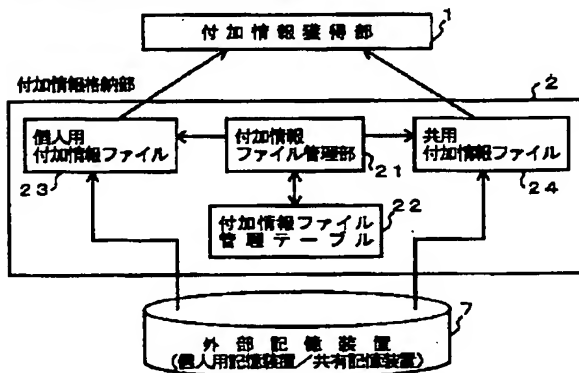 付加情報獲得部
1
付加情報格納部
2
個人用
付加情報ファイル
23
付加情報
ファイル管理部
21
共用
付加情報ファイル
24
付加情報ファイル
管理テーブル
22
7
外部記憶装置
(個人用記憶装置/共有記憶装置)